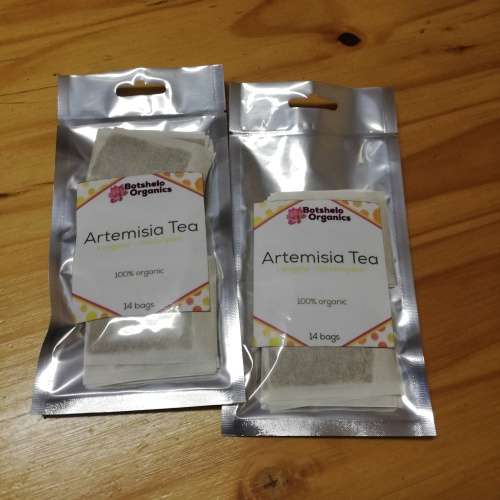 Botshelo
Organics
Artemisia Tea
100% organic
14 bags
Botshelo
Organics
Artemisia Tea
100% organic
14 bags